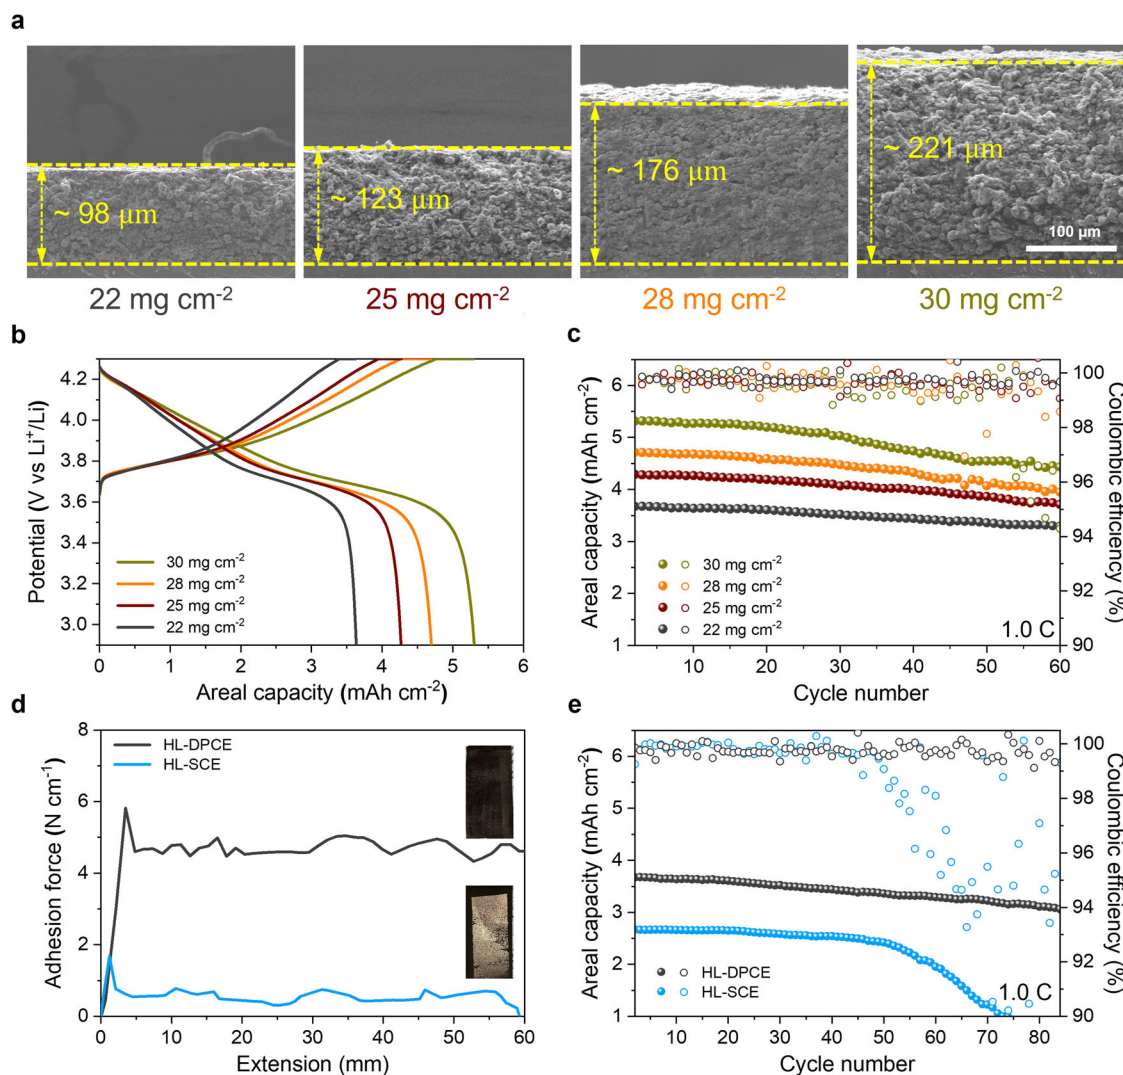 a
~ 98 µm
~ 123 µm
~ 176 µm
~ 221 µm
100 µm
22 mg cm-2
25 mg cm-2
28 mg cm-2
30 mg cm-2
b
4.2
3.9
3.6
3.3
3.0
Potential (V vs Li+/Li)
30 mg cm-2
28 mg cm-2
25 mg cm-2
22 mg cm-2
0 1 2 3 4 5 6
Areal capacity (mAh cm-2)
c
6
5
4
3
2
1
Areal capacity (mAh cm-2)
100
98
96
94
92
90
Coulombic efficiency (%)
30 mg cm-2
28 mg cm-2
25 mg cm-2
22 mg cm-2
1.0 C
10 20 30 40 50 60
Cycle number
d
8
6
4
2
0
Adhesion force (N cm-1)
HL-DPCE
HL-SCE
0 10 20 30 40 50 60
Extension (mm)
e
6
5
4
3
2
1
Areal capacity (mAh cm-2)
100
98
96
94
92
90
Coulombic efficiency (%)
HL-DPCE
HL-SCE
1.0 C
10 20 30 40 50 60 70 80
Cycle number